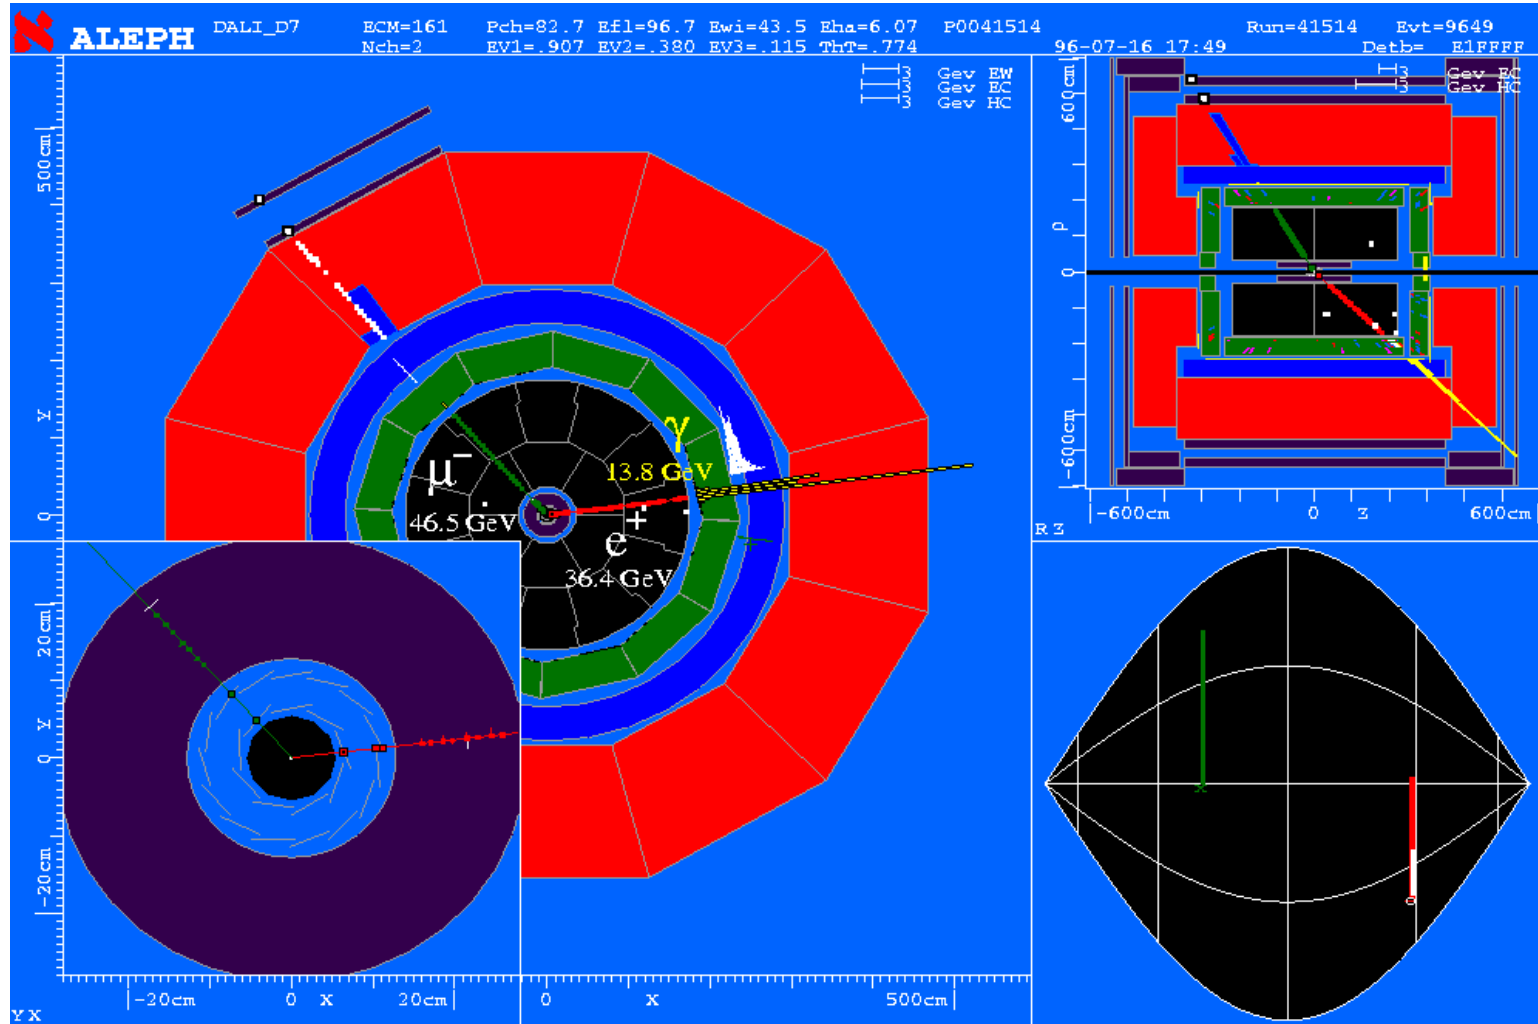 ALEPH DALI_D7 ECM=161 Pch=82.7 Efl=96.7 Ewi=43.5 Eha=6.07 P0041514 Run=41514 Evt=9649
Nch=2 EV1=.907 EV2=.380 EV3=.115 ThT=.774 96-07-16 17:49 Detb= E1FFFF
3 Gev EW
3 Gev EC
3 Gev HC
3 Gev EC
3 Gev HC
600cm
500cm
ρ
0
-600cm
Y
0
γ
13.8 GeV
μ⁻
46.5 GeV
e⁺
36.4 GeV
R3
-600cm 0 3 600cm
20cm
Y
0
-20cm
-20cm 0 X 20cm
0 X 500cm
YX